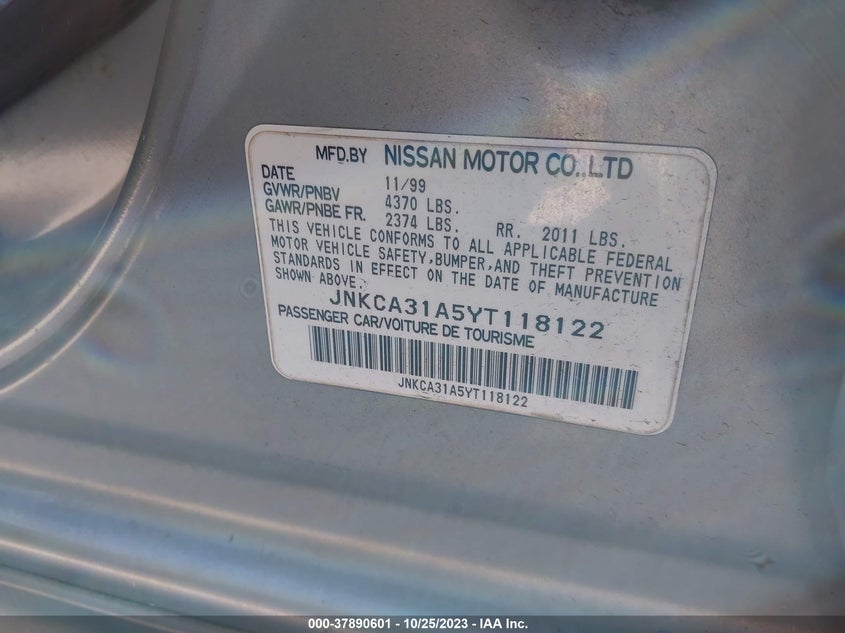 MFD.BY NISSAN MOTOR CO.,LTD
DATE 11/99
GVWR/PNBV 4370 LBS.
GAWR/PNBE FR. 2374 LBS. RR. 2011 LBS.
THIS VEHICLE CONFORMS TO ALL APPLICABLE FEDERAL
MOTOR VEHICLE SAFETY,BUMPER,AND THEFT PREVENTION
STANDARDS IN EFFECT ON THE DATE OF MANUFACTURE
SHOWN ABOVE.
JNKCA31A5YT118122
PASSENGER CAR/VOITURE DE TOURISME
JNKCA31A5YT118122
000-37890601 - 10/25/2023 - IAA Inc.